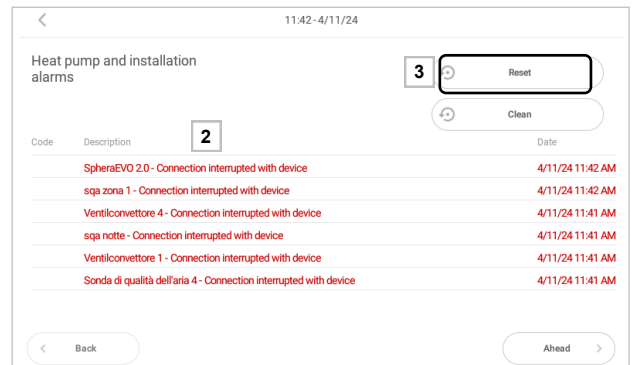 11:42-4/11/24
Heat pump and installation
alarms
3
Reset
Clean
2
Code Description Date
SpheraEVO 2.0 - Connection interrupted with device 4/11/24 11:42 AM
sqa zona 1 - Connection interrupted with device 4/11/24 11:42 AM
Ventilconvettore 4 - Connection interrupted with device 4/11/24 11:41 AM
sqa notte - Connection interrupted with device 4/11/24 11:41 AM
Ventilconvettore 1 - Connection interrupted with device 4/11/24 11:41 AM
Sonda di qualità dell'aria 4 - Connection interrupted with device 4/11/24 11:41 AM
Back Ahead